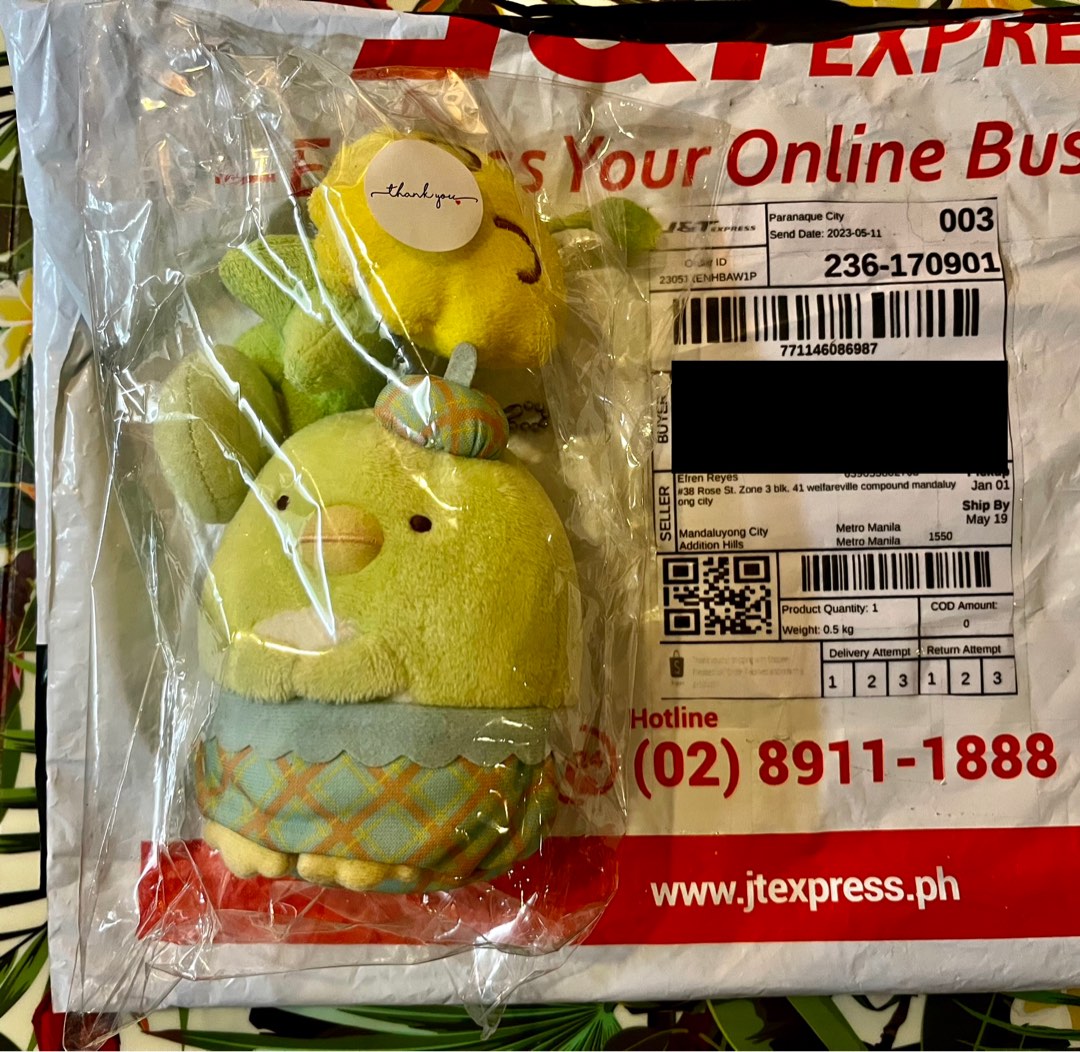 J&T EXPRE
s Your Online Bus
thank you
J&T EXPRESS
Paranaque City
Send Date: 2023-05-11
003
Order ID
236-170901
771146086987
BUYER
SELLER
Efren Reyes
#38 Rose St. Zone 3 blk. 41 welfareville compound mandaluy
ong city
Jan 01
Ship By
May 19
Mandaluyong City
Addition Hills
Metro Manila
Metro Manila
1550
Product Quantity: 1
Weight: 0.5 kg
COD Amount:
0
Delivery Attempt
Return Attempt
1 2 3 1 2 3
Hotline
(02) 8911-1888
www.jtexpress.ph